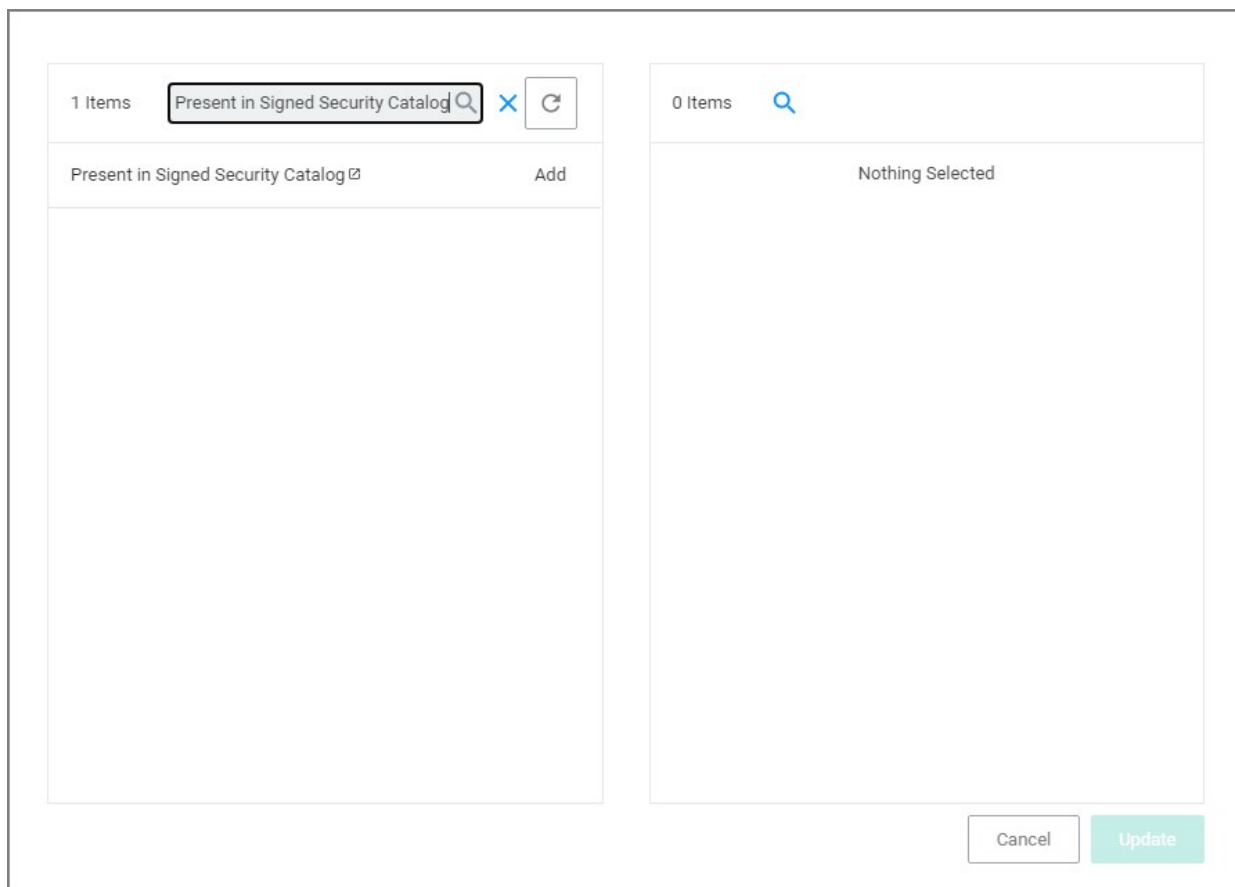 1 Items
Present in Signed Security Catalog
Present in Signed Security Catalog
Add
0 Items
Nothing Selected
Cancel
Update